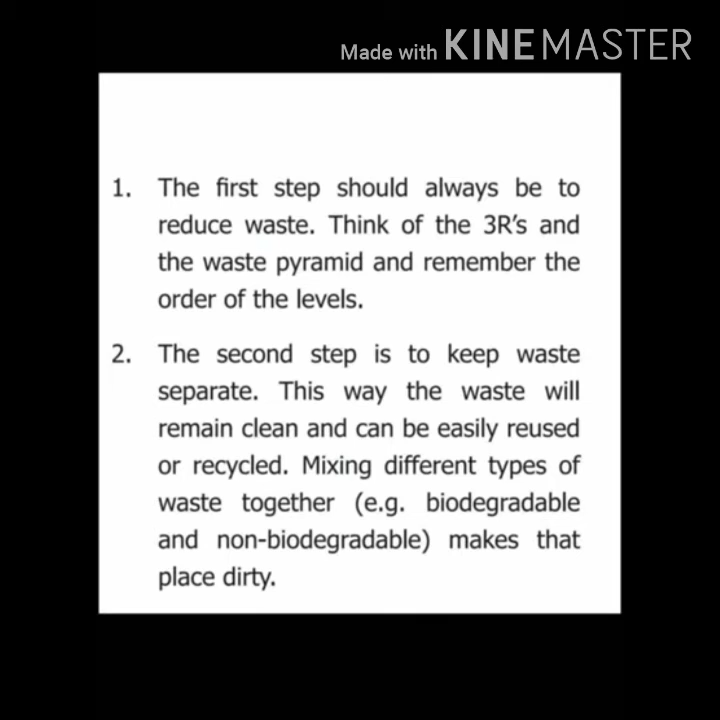 Made with KINEMASTER
1. The first step should always be to
reduce waste. Think of the 3R's and
the waste pyramid and remember the
order of the levels.
2. The second step is to keep waste
separate. This way the waste will
remain clean and can be easily reused
or recycled. Mixing different types of
waste together (e.g. biodegradable
and non-biodegradable) makes that
place dirty.